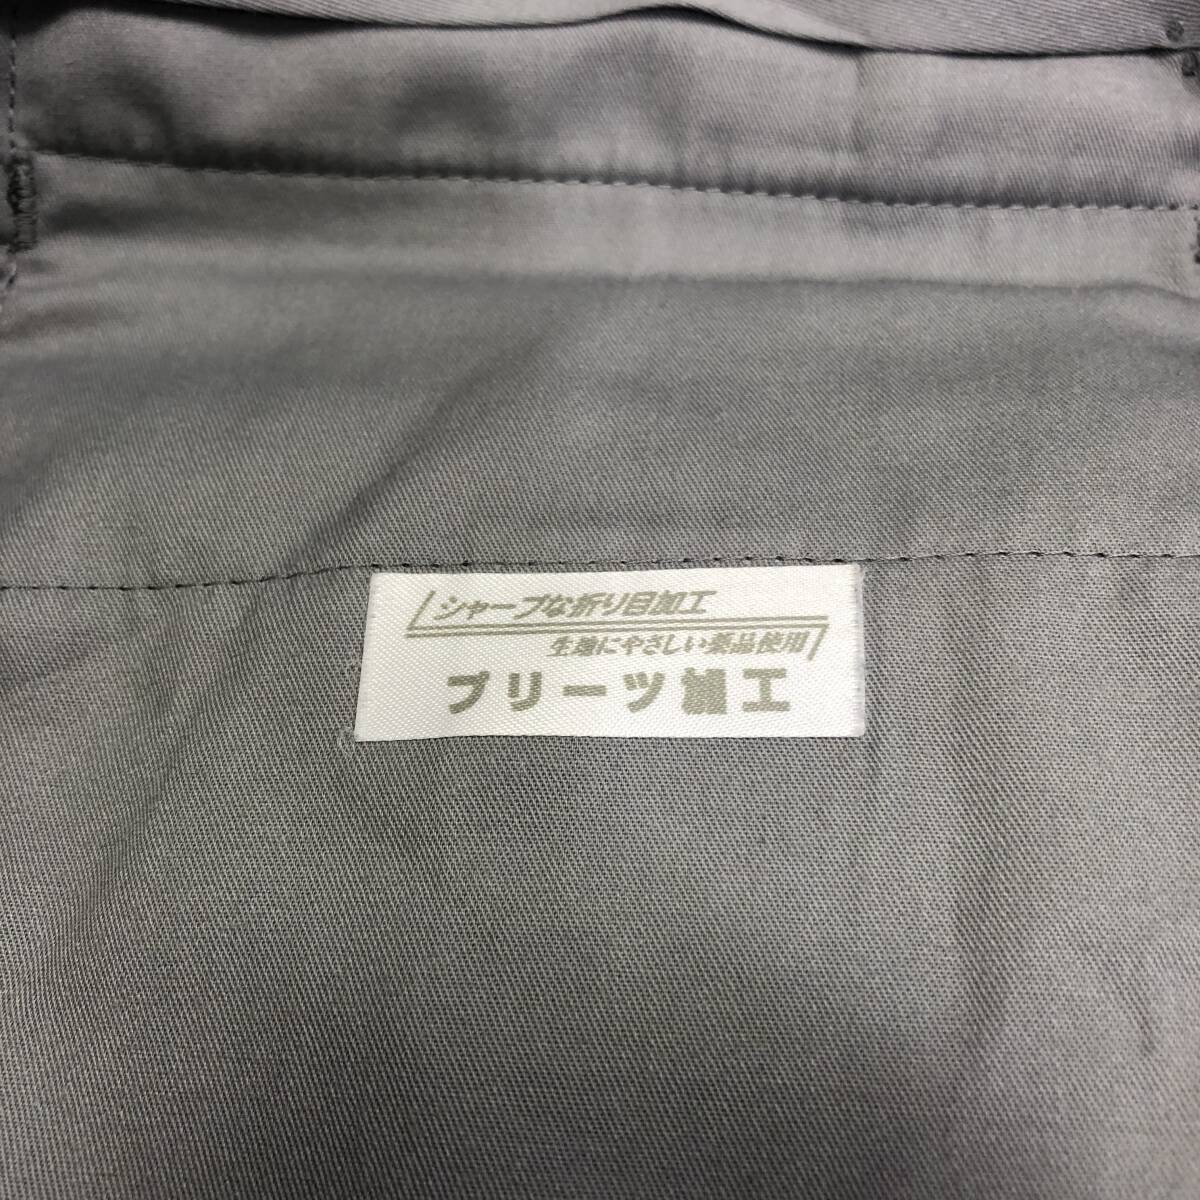 シャープな折り目加工
生地にやさしい薬品使用
プリーツ加工